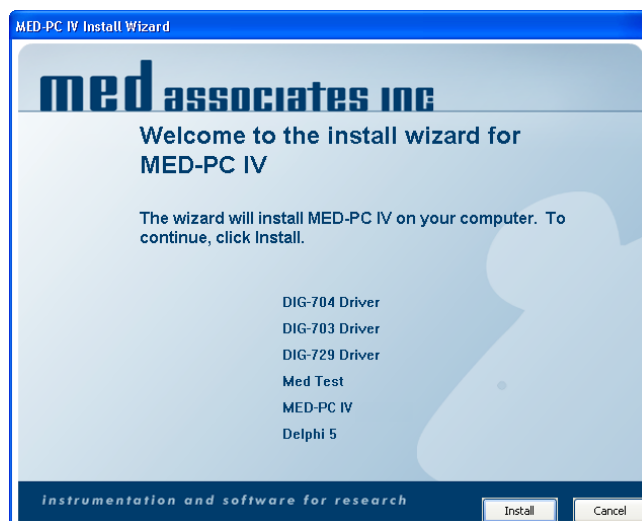 MED-PC IV Install Wizard
med associates inc
Welcome to the install wizard for
MED-PC IV
The wizard will install MED-PC IV on your computer. To
continue, click Install.
DIG-704 Driver
DIG-703 Driver
DIG-729 Driver
Med Test
MED-PC IV
Delphi 5
instrumentation and software for research
Install
Cancel